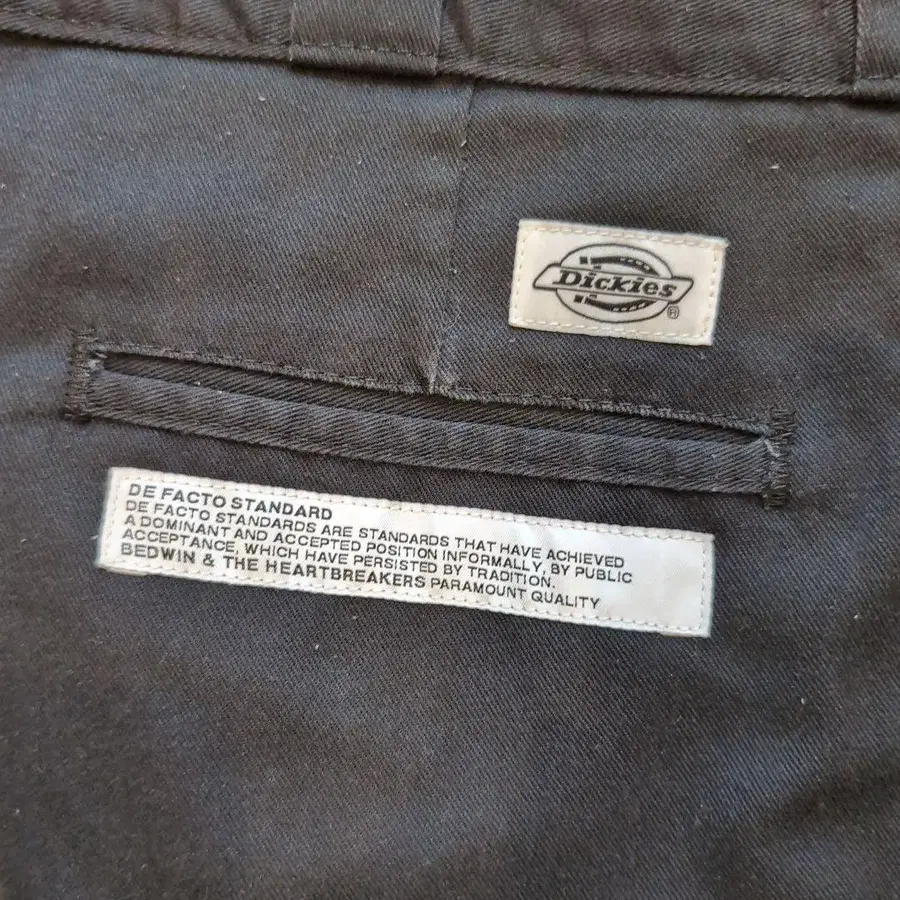 Dickies
®
DE FACTO STANDARD
DE FACTO STANDARDS ARE STANDARDS THAT HAVE ACHIEVED
A DOMINANT AND ACCEPTED POSITION INFORMALLY, BY PUBLIC
ACCEPTANCE, WHICH HAVE PERSISTED BY TRADITION.
BEDWIN & THE HEARTBREAKERS PARAMOUNT QUALITY